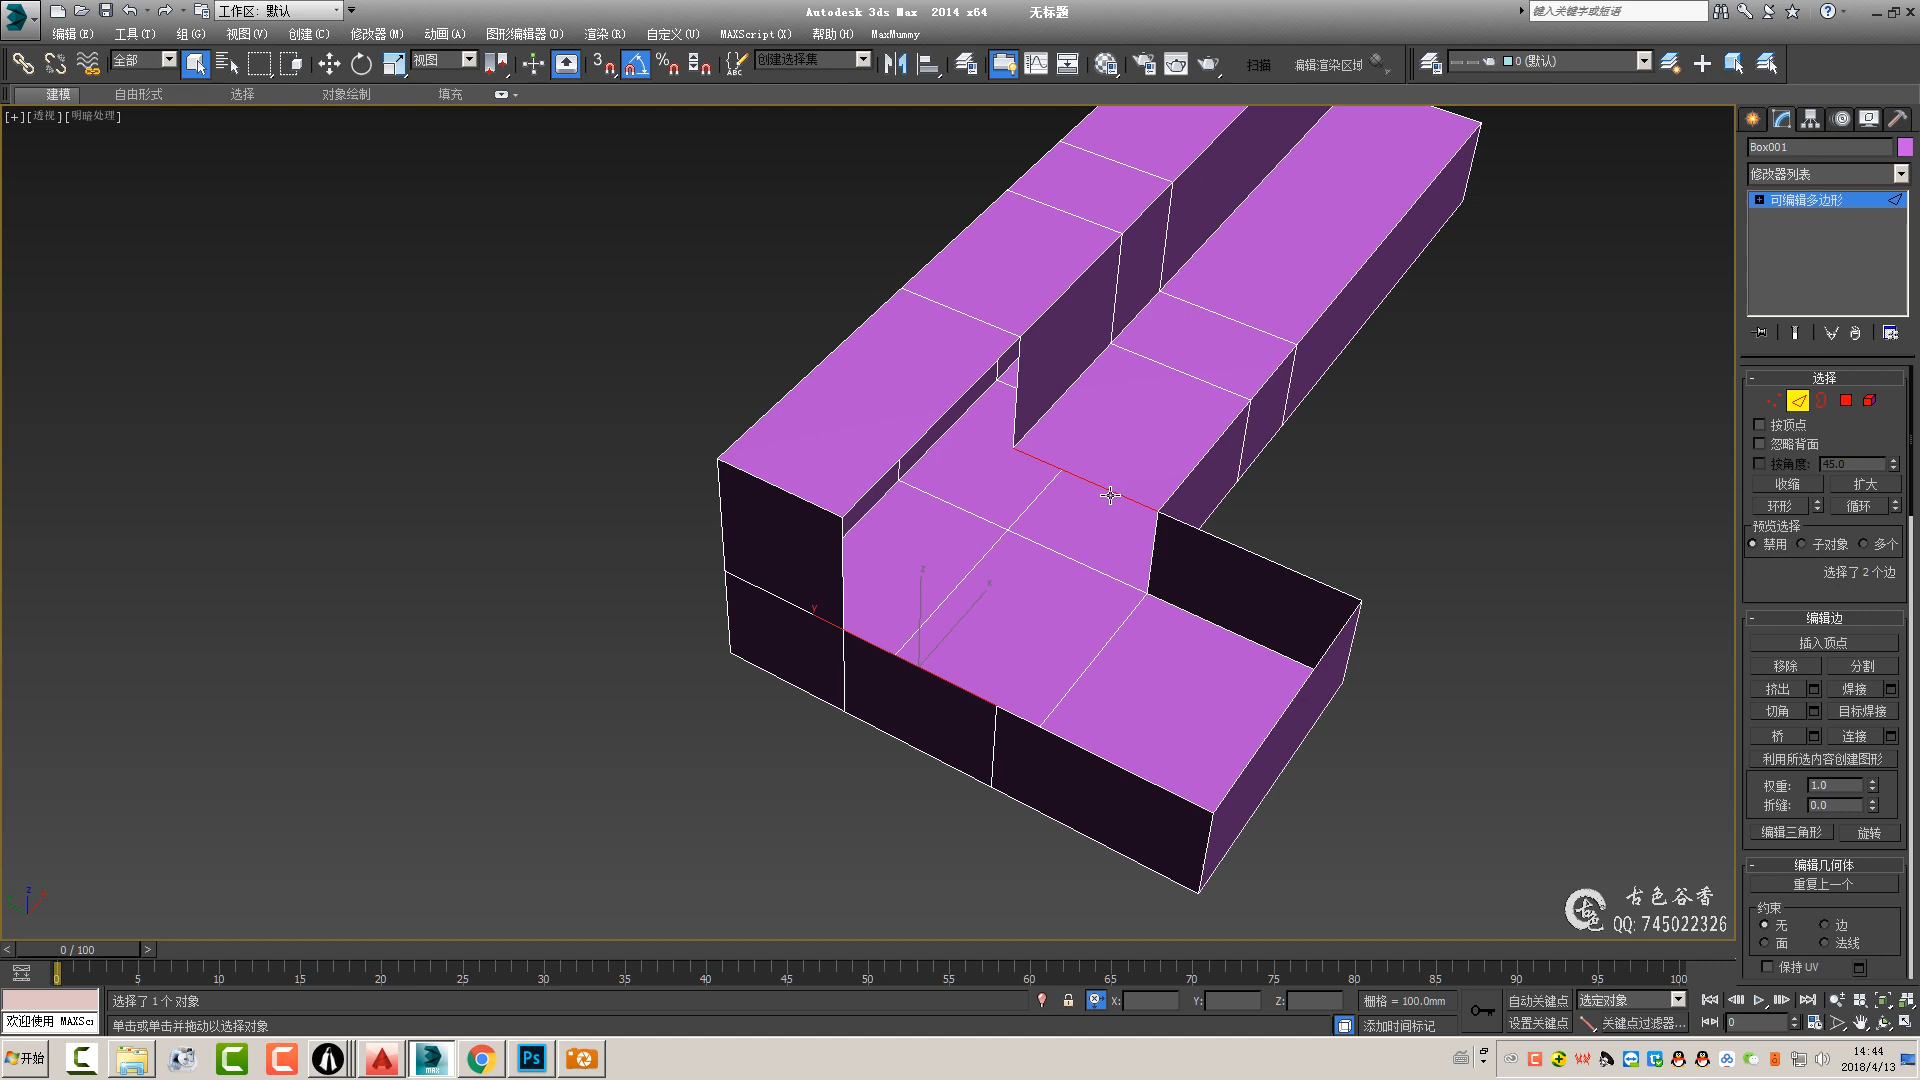 工作区: 默认
Autodesk 3ds Max  2014 x64    无标题
键入关键字或短语
编辑(E) 工具(T) 组(G) 视图(V) 创建(C) 修改器(M) 动画(A) 图形编辑器(D) 渲染(R) 自定义(U) MAXScript(X) 帮助(H) MaxMummy
全部 视图 3 % ABC 创建选择集 扫描 编辑渲染区域 0 (默认)
建模 自由形式 选择 对象绘制 填充
[+][透视][明暗处理]
Box001
修改器列表
可编辑多边形
选择
按顶点
忽略背面
按角度: 45.0
收缩 扩大
环形 循环
预览选择
禁用 子对象 多个
选择了 2 个边
编辑边
插入顶点
移除 分割
挤出 焊接
切角 目标焊接
桥 连接
利用所选内容创建图形
权重: 1.0
折缝: 0.0
编辑三角形 旋转
编辑几何体
重复上一个
约束
无 边
面 法线
保持 UV
z
x
y
z
古色谷香
QQ: 745022326
0 / 100
0 5 10 15 20 25 30 35 40 45 50 55 60 65 70 75 80 85 90 95 100
选择了 1 个 对象 X: Y: Z: 栅格 = 100.0mm 自动关键点 选定对象
欢迎使用 MAXSc 单击或单击并拖动以选择对象 添加时间标记 设置关键点 关键点过滤器... 0
开始 MAX Ps
14:44
2018/4/13